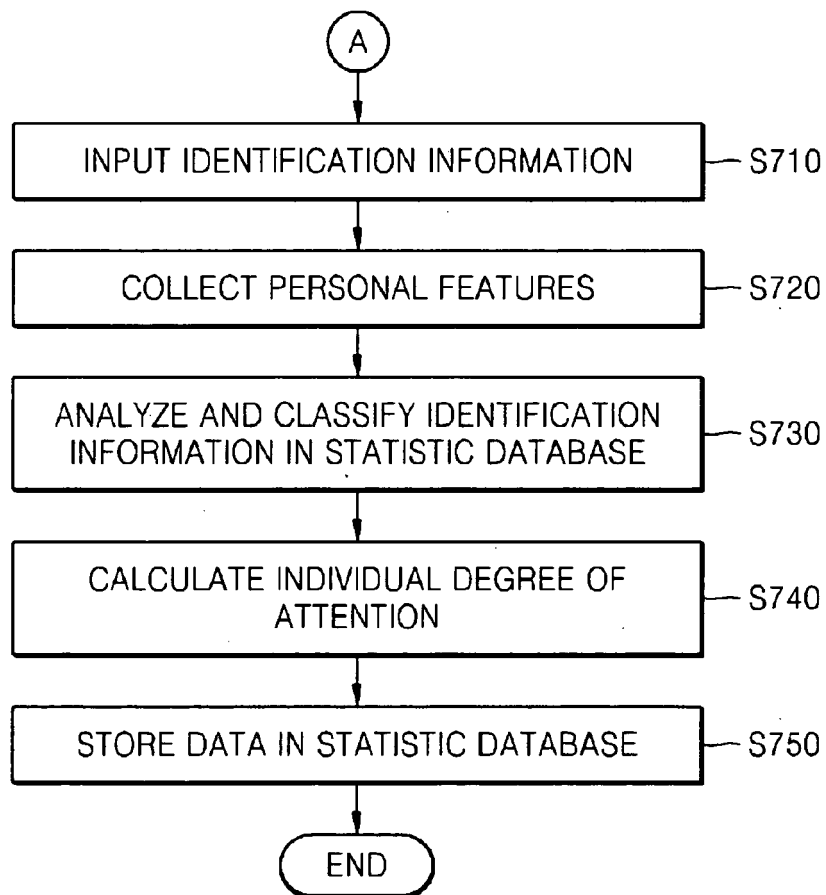 A
INPUT IDENTIFICATION INFORMATION
S710
COLLECT PERSONAL FEATURES
S720
ANALYZE AND CLASSIFY IDENTIFICATION
INFORMATION IN STATISTIC DATABASE
S730
CALCULATE INDIVIDUAL DEGREE OF
ATTENTION
S740
STORE DATA IN STATISTIC DATABASE
S750
END